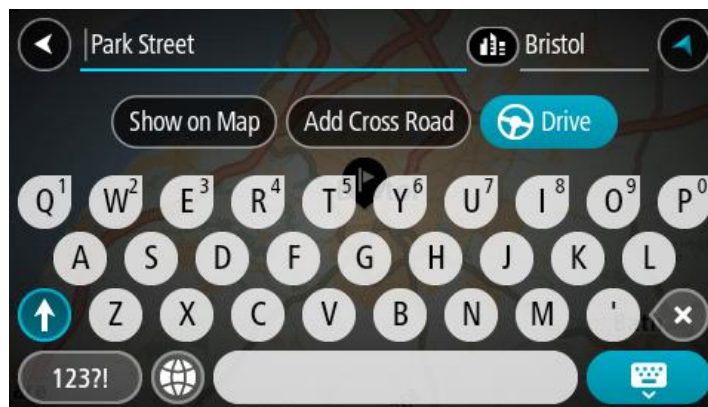 Park Street Bristol
Show on Map Add Cross Road Drive
Q1 W2 E3 R4 T5 Y6 U7 I8 O9 P0
A S D F G H J K L
Z X C V B N M '
123?!